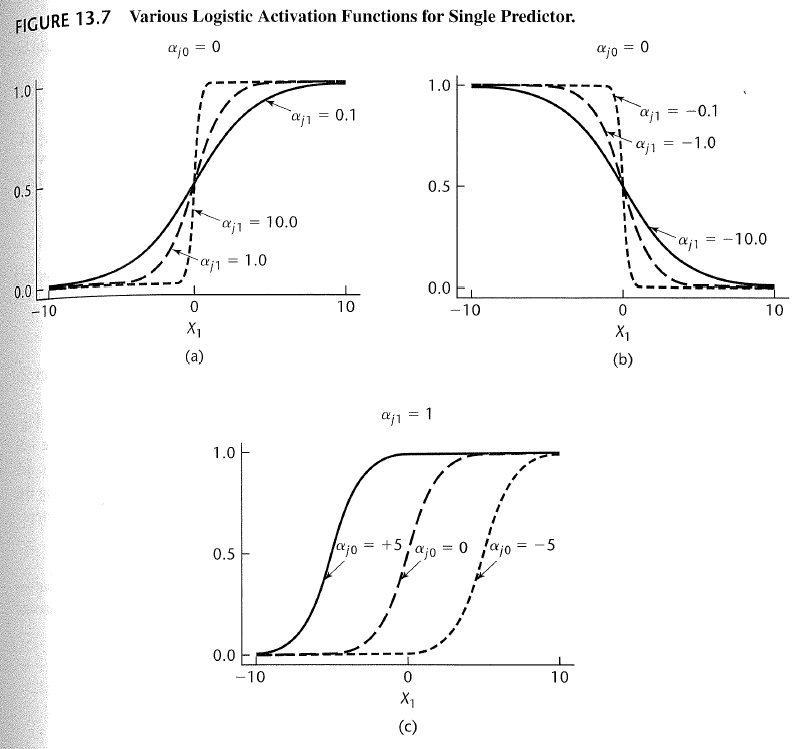 FIGURE 13.7 Various Logistic Activation Functions for Single Predictor.
αj0 = 0
1.0
0.5
0.0
αj1 = 0.1
αj1 = 10.0
αj1 = 1.0
−10 0 10
X1
(a)
αj0 = 0
1.0
0.5
0.0
αj1 = −0.1
αj1 = −1.0
αj1 = −10.0
−10 0 10
X1
(b)
αj1 = 1
1.0
0.5
0.0
αj0 = +5 αj0 = 0 αj0 = −5
−10 0 10
X1
(c)